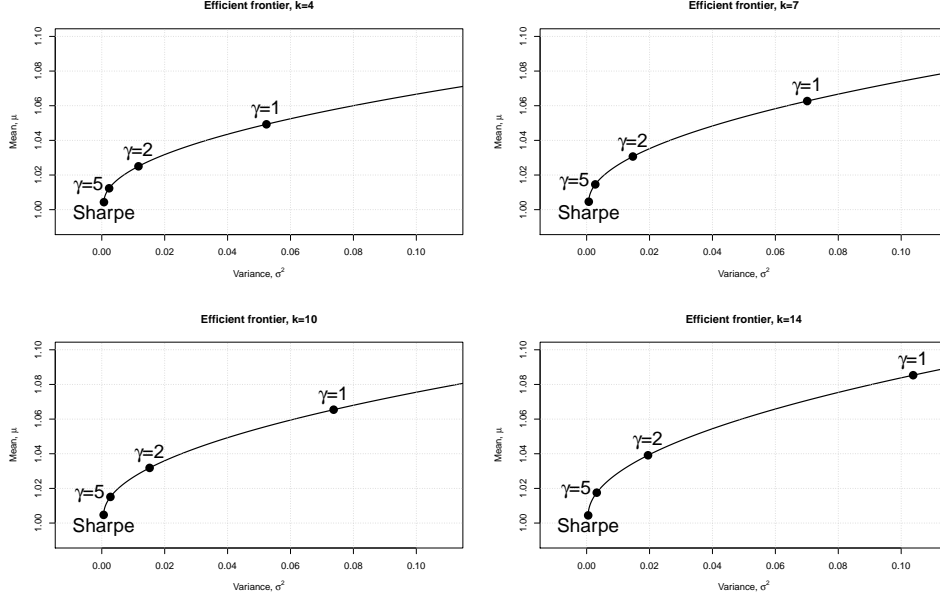 Efficient frontier, k=4
Mean, μ
1.00 1.02 1.04 1.06 1.08 1.10
γ=1
γ=2
γ=5
Sharpe
0.00 0.02 0.04 0.06 0.08 0.10
Variance, σ²
Efficient frontier, k=7
Mean, μ
1.00 1.02 1.04 1.06 1.08 1.10
γ=1
γ=2
γ=5
Sharpe
0.00 0.02 0.04 0.06 0.08 0.10
Variance, σ²
Efficient frontier, k=10
Mean, μ
1.00 1.02 1.04 1.06 1.08 1.10
γ=1
γ=2
γ=5
Sharpe
0.00 0.02 0.04 0.06 0.08 0.10
Variance, σ²
Efficient frontier, k=14
Mean, μ
1.00 1.02 1.04 1.06 1.08 1.10
γ=1
γ=2
γ=5
Sharpe
0.00 0.02 0.04 0.06 0.08 0.10
Variance, σ²